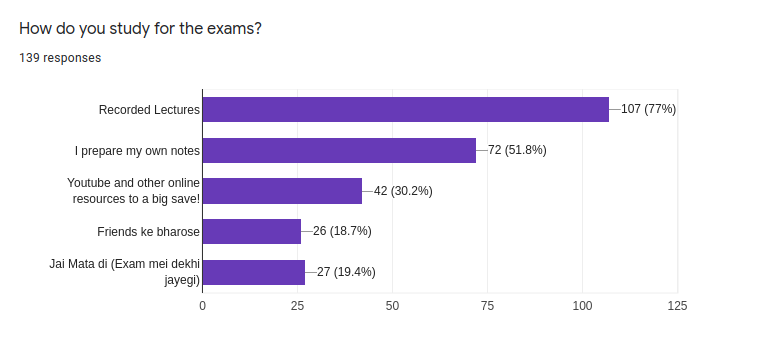 How do you study for the exams?
139 responses
Recorded Lectures
107 (77%)
I prepare my own notes
72 (51.8%)
Youtube and other online
resources to a big save!
42 (30.2%)
Friends ke bharose
26 (18.7%)
Jai Mata di (Exam mei dekhi
jayegi)
27 (19.4%)
0 25 50 75 100 125